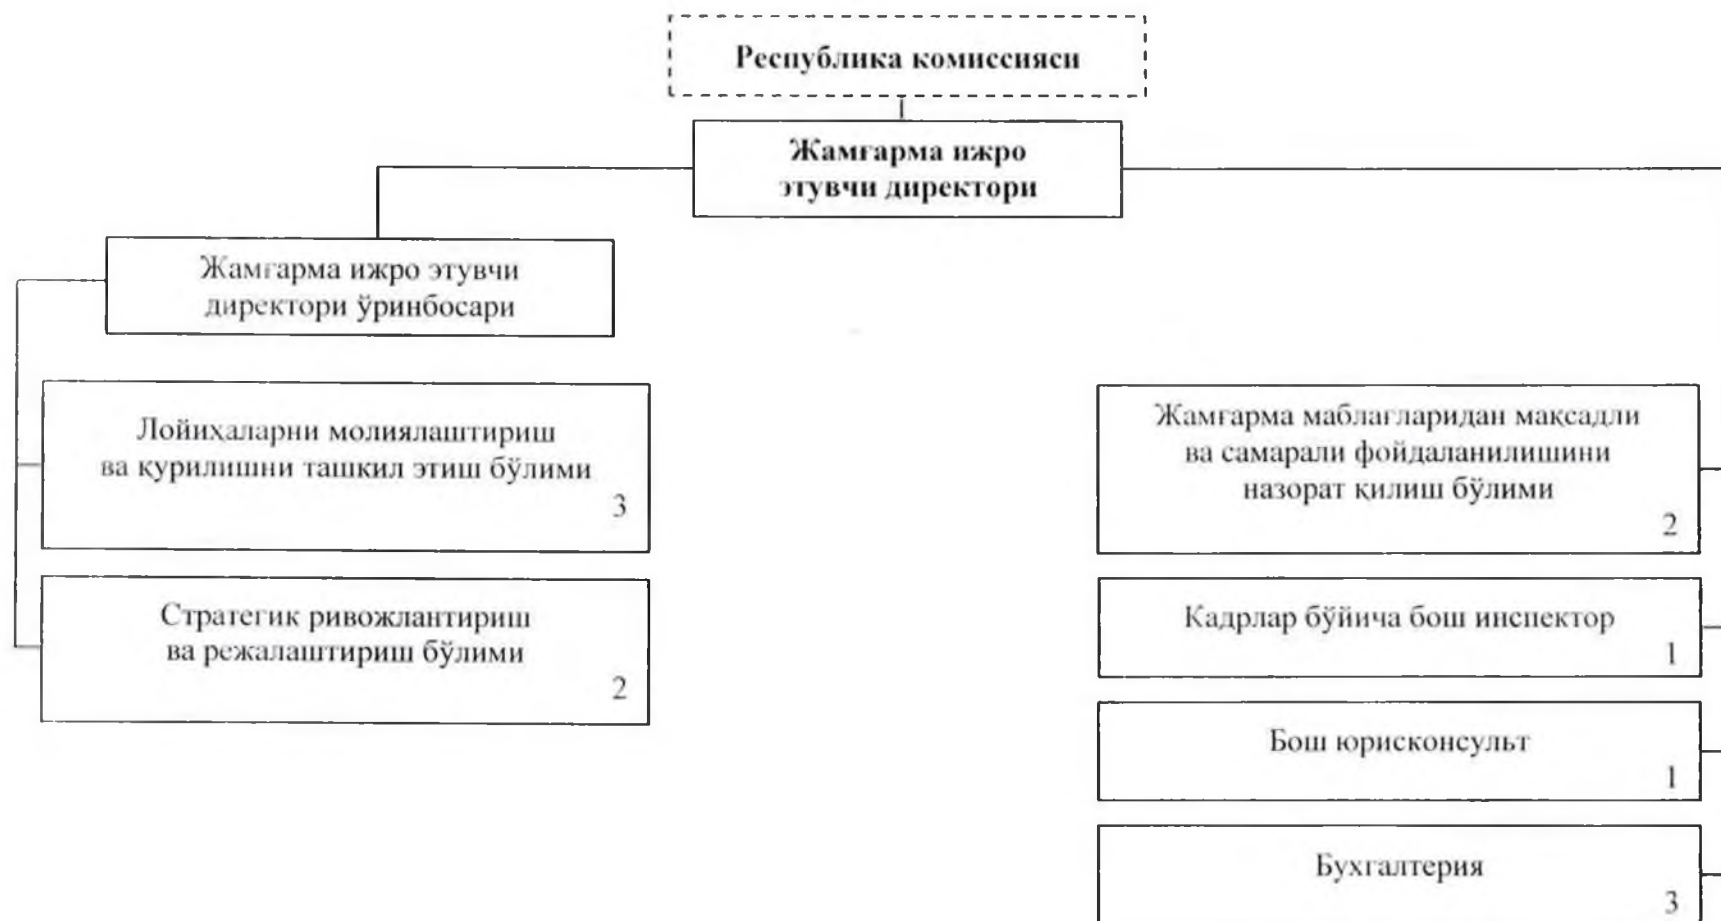 Республика комиссияси
Жамғарма ижро
этувчи директори
Жамғарма ижро этувчи
директори ўринбосари
Лойиҳаларни молиялаштириш
ва қурилишни ташкил этиш бўлими
3
Стратегик ривожлантириш
ва режалаштириш бўлими
2
Жамғарма маблағларидан мақсадли
ва самарали фойдаланилишини
назорат қилиш бўлими
2
Кадрлар бўйича бош инспектор
1
Бош юрисконсульт
1
Бухгалтерия
3